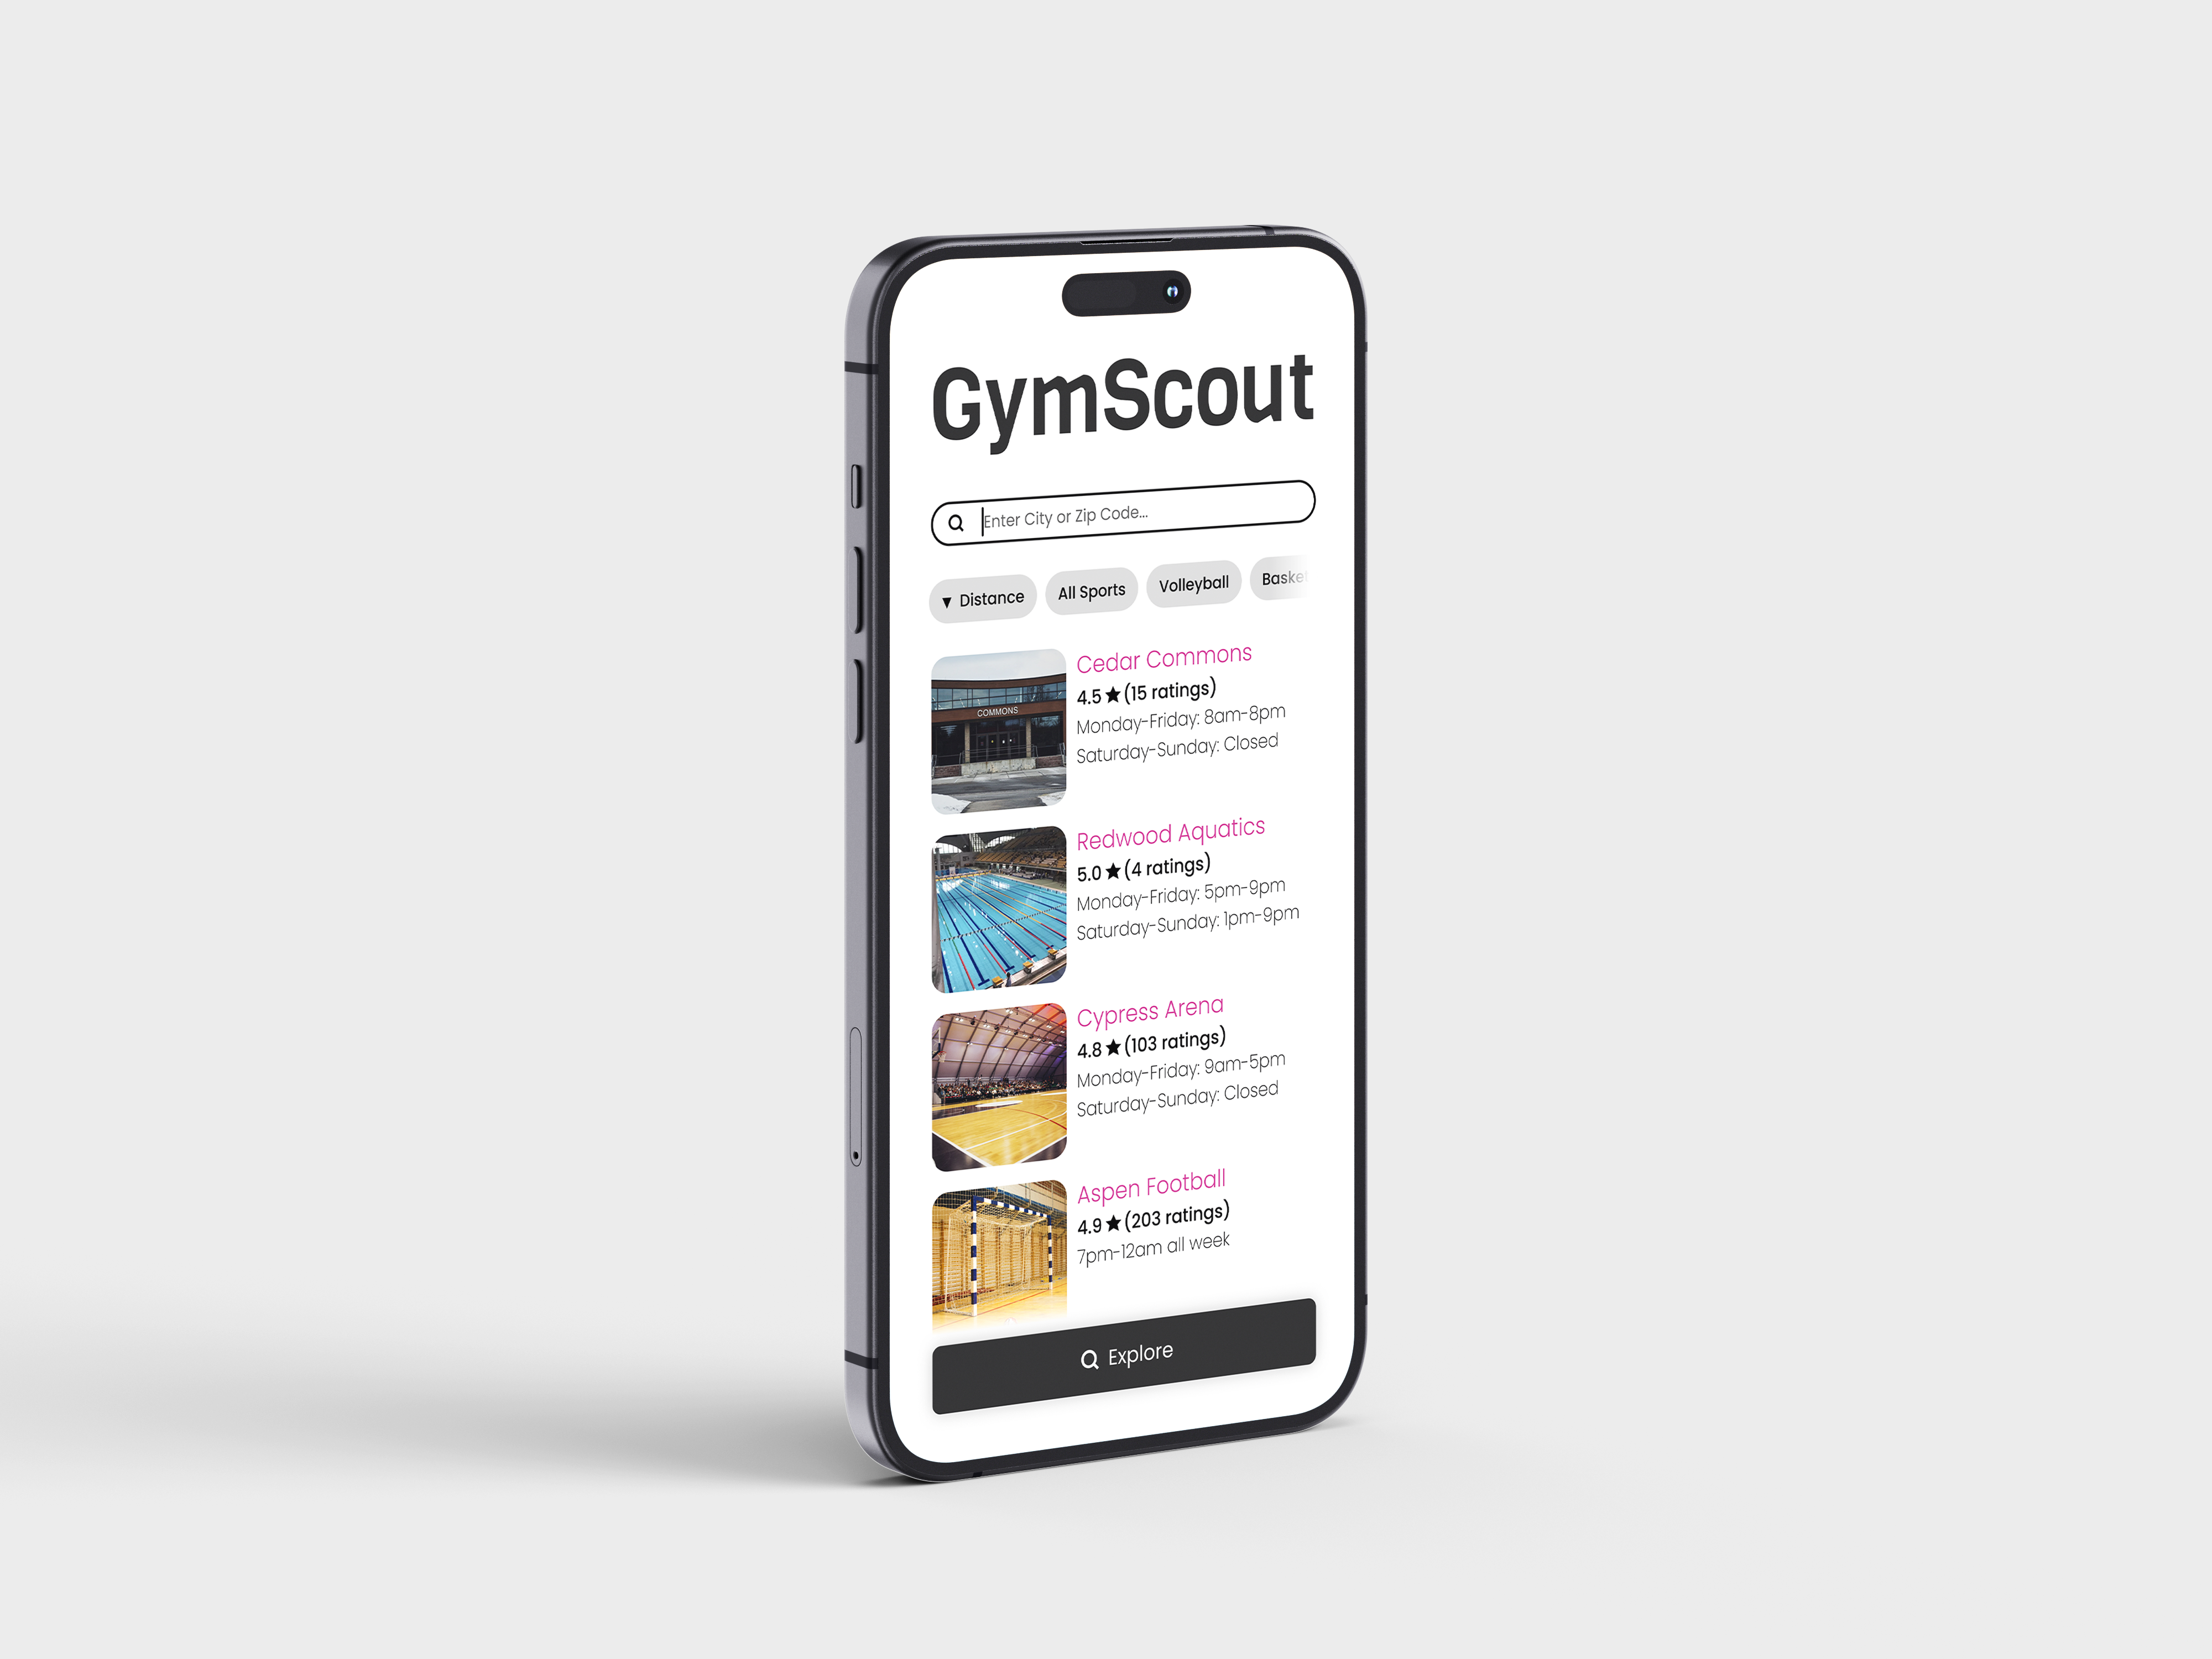 GymScout
Enter City or Zip Code...
▼ Distance
All Sports
Volleyball
Basket
COMMONS
Cedar Commons
4.5★(15 ratings)
Monday-Friday: 8am-8pm
Saturday-Sunday: Closed
Redwood Aquatics
5.0★(4 ratings)
Monday-Friday: 5pm-9pm
Saturday-Sunday: 1pm-9pm
Cypress Arena
4.8★(103 ratings)
Monday-Friday: 9am-5pm
Saturday-Sunday: Closed
Aspen Football
4.9★(203 ratings)
7pm-12am all week
Explore